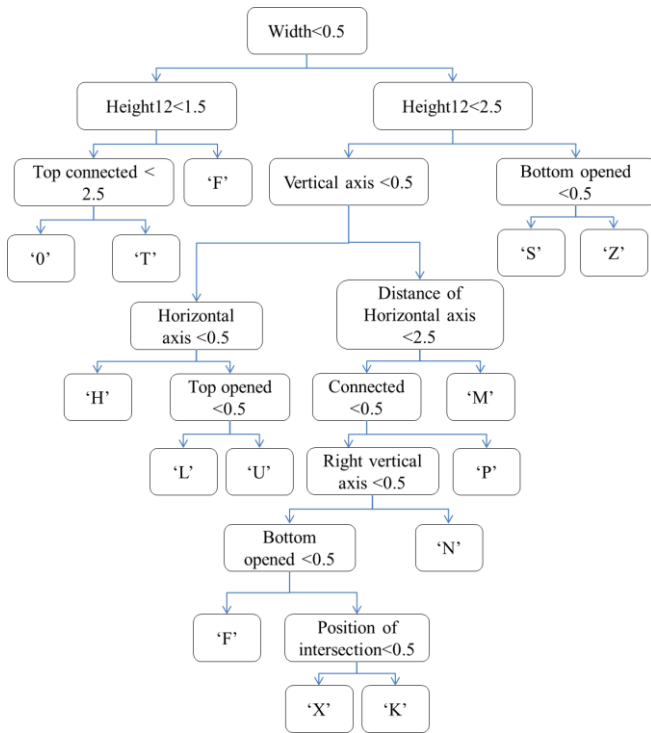 Width<0.5
Height12<1.5
Height12<2.5
Top connected <
2.5
‘F’
Vertical axis <0.5
Bottom opened
<0.5
‘0’
‘T’
‘S’
‘Z’
Horizontal
axis <0.5
Distance of
Horizontal axis
<2.5
‘H’
Top opened
<0.5
Connected
<0.5
‘M’
‘L’
‘U’
Right vertical
axis <0.5
‘P’
Bottom
opened <0.5
‘N’
‘F’
Position of
intersection<0.5
‘X’
‘K’